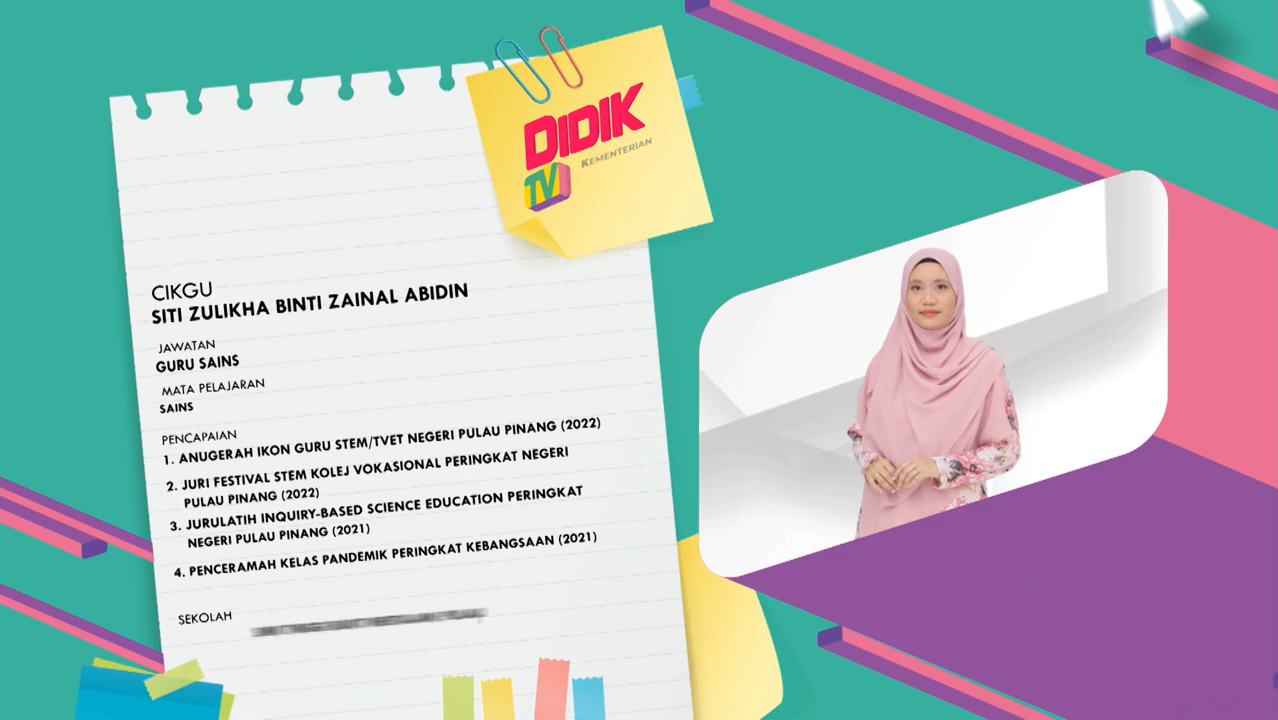 DIDIK
TV
KEMENTERIAN
CIKGU
SITI ZULIKHA BINTI ZAINAL ABIDIN
JAWATAN
GURU SAINS
MATA PELAJARAN
SAINS
PENCAPAIAN
1. ANUGERAH IKON GURU STEM/TVET NEGERI PULAU PINANG (2022)
2. JURI FESTIVAL STEM KOLEJ VOKASIONAL PERINGKAT NEGERI
PULAU PINANG (2022)
3. JURULATIH INQUIRY-BASED SCIENCE EDUCATION PERINGKAT
NEGERI PULAU PINANG (2021)
4. PENCERAMAH KELAS PANDEMIK PERINGKAT KEBANGSAAN (2021)
SEKOLAH